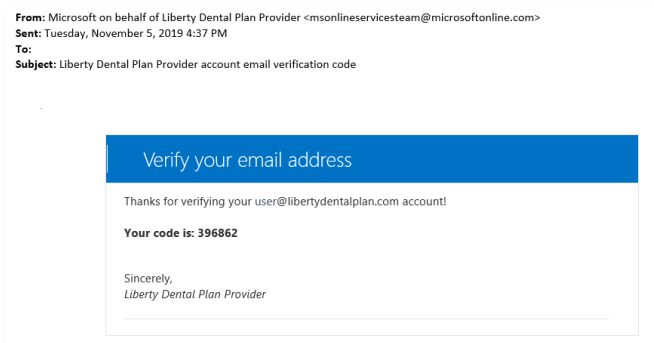 From: Microsoft on behalf of Liberty Dental Plan Provider <msonlineservicesteam@microsoftonline.com>
Sent: Tuesday, November 5, 2019 4:37 PM
To:
Subject: Liberty Dental Plan Provider account email verification code
Verify your email address
Thanks for verifying your user@libertydentalplan.com account!
Your code is: 396862
Sincerely,
Liberty Dental Plan Provider